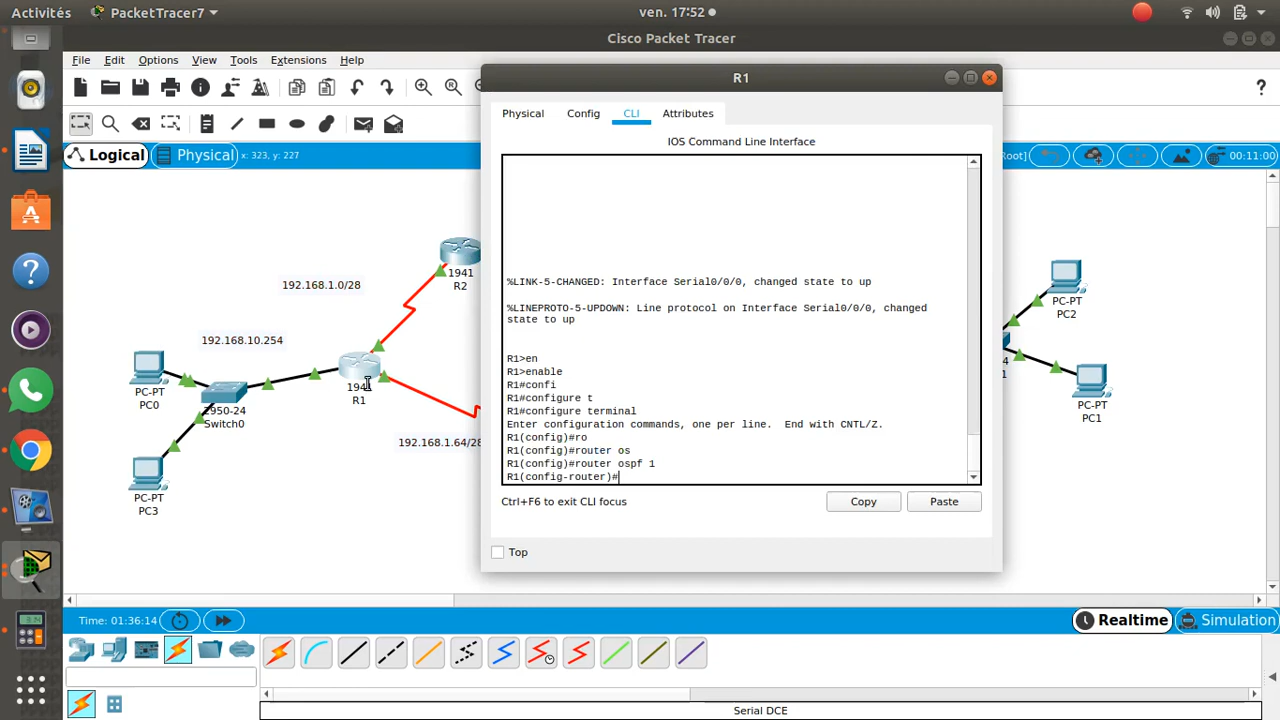 Activités
PacketTracer7
ven. 17:52
Cisco Packet Tracer
File Edit Options View Tools Extensions Help
R
?
Logical
Physical
x: 323, y: 227
Root]
00:11:00
R1
Physical
Config
CLI
Attributes
IOS Command Line Interface
%LINK-5-CHANGED: Interface Serial0/0/0, changed state to up
%LINEPROTO-5-UPDOWN: Line protocol on Interface Serial0/0/0, changed
state to up
R1>en
R1>enable
R1#confi
R1#configure t
R1#configure terminal
Enter configuration commands, one per line. End with CNTL/Z.
R1(config)#ro
R1(config)#router os
R1(config)#router ospf 1
R1(config-router)#
Ctrl+F6 to exit CLI focus
Copy
Paste
Top
192.168.1.0/28
1941
R2
192.168.10.254
PC-PT
PC0
2950-24
Switch0
R1
192.168.1.64/28
PC-PT
PC3
PC-PT
PC2
PC-PT
PC1
Time: 01:36:14
Realtime
Simulation
Serial DCE